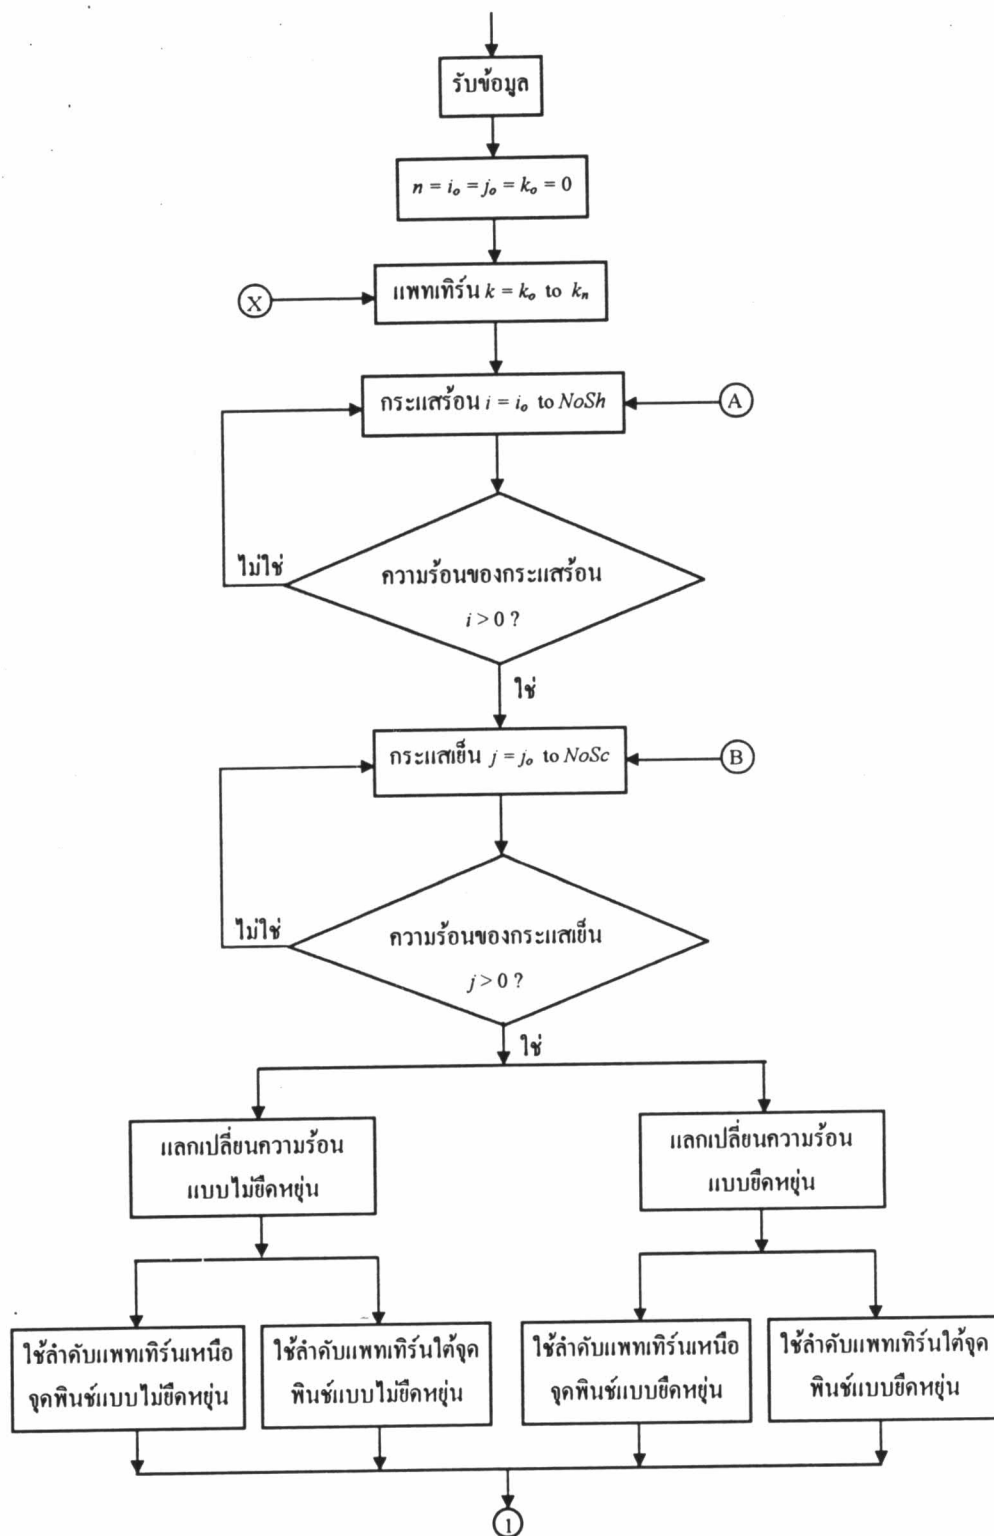 รับข้อมูล
n = i₀ = j₀ = k₀ = 0
X
แพทเทิร์น k = k₀ to kₙ
กระแสร้อน i = i₀ to NoSh
A
ไม่ใช่
ความร้อนของกระแสร้อน
i > 0 ?
ใช่
กระแสเย็น j = j₀ to NoSc
B
ไม่ใช่
ความร้อนของกระแสเย็น
j > 0 ?
ใช่
แลกเปลี่ยนความร้อน
แบบไม่ยืดหยุ่น
แลกเปลี่ยนความร้อน
แบบยืดหยุ่น
ใช้ลำดับแพทเทิร์นเหนือ
จุดพินช์แบบไม่ยืดหยุ่น
ใช้ลำดับแพทเทิร์นใต้จุด
พินช์แบบไม่ยืดหยุ่น
ใช้ลำดับแพทเทิร์นเหนือ
จุดพินช์แบบยืดหยุ่น
ใช้ลำดับแพทเทิร์นใต้จุด
พินช์แบบยืดหยุ่น
1